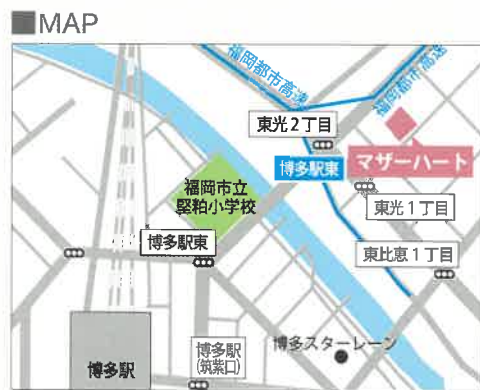 ■MAP
福岡都市高速
福岡都市高速
東光2丁目
博多駅東
マザーハート
福岡市立
堅粕小学校
東光1丁目
博多駅東
東比恵1丁目
博多駅
(筑紫口)
博多スターレーン
博多駅